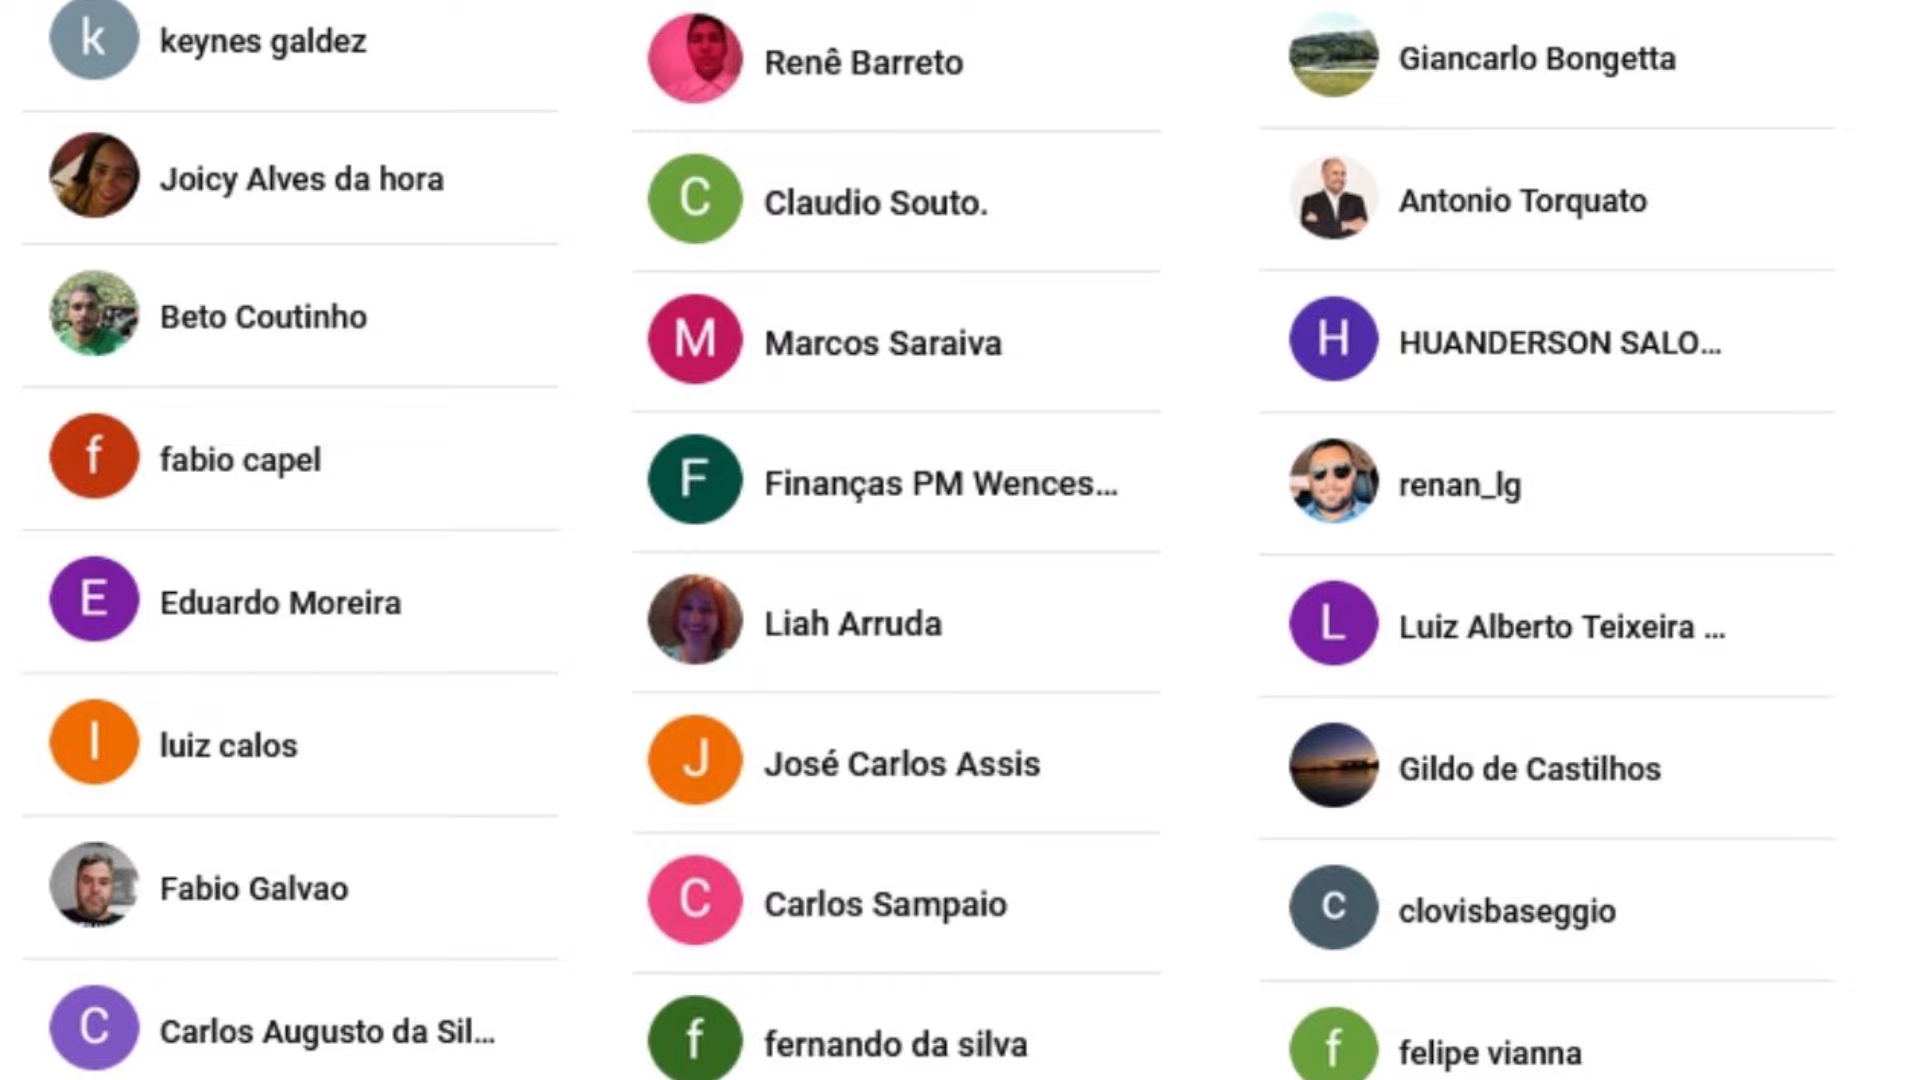 k keynes galdez
Joicy Alves da hora
Beto Coutinho
f fabio capel
E Eduardo Moreira
l luiz calos
Fabio Galvao
C Carlos Augusto da Sil...
Renê Barreto
C Claudio Souto.
M Marcos Saraiva
F Finanças PM Wences...
Liah Arruda
J José Carlos Assis
C Carlos Sampaio
f fernando da silva
Giancarlo Bongetta
Antonio Torquato
H HUANDERSON SALO...
renan_lg
L Luiz Alberto Teixeira ...
Gildo de Castilhos
c clovisbaseggio
f felipe vianna